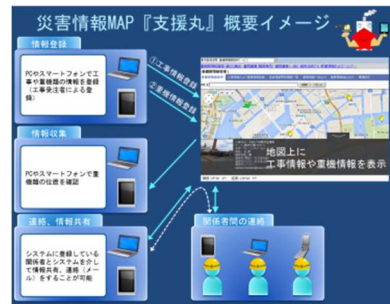 災害情報MAP『支援丸』概要イメージ
情報登録
PCやスマートフォンで工
事や重機類の情報を登録
(工事受注者による登
録)
①工事情報登録
②重機情報登録
地図上に
工事情報や重機情報を表示
情報収集
PCやスマートフォンで重
機類の位置を確認
連絡、情報共有
システムに登録している
関係者とシステムを介し
て情報共有、連絡(メー
ル)をすることが可能
関係者間の連絡